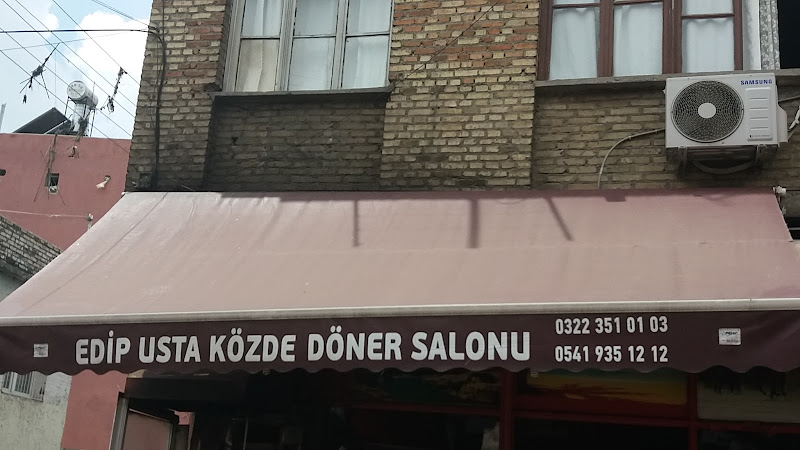 SAMSUNG
EDİP USTA KÖZDE DÖNER SALONU
0322 351 01 03
0541 935 12 12